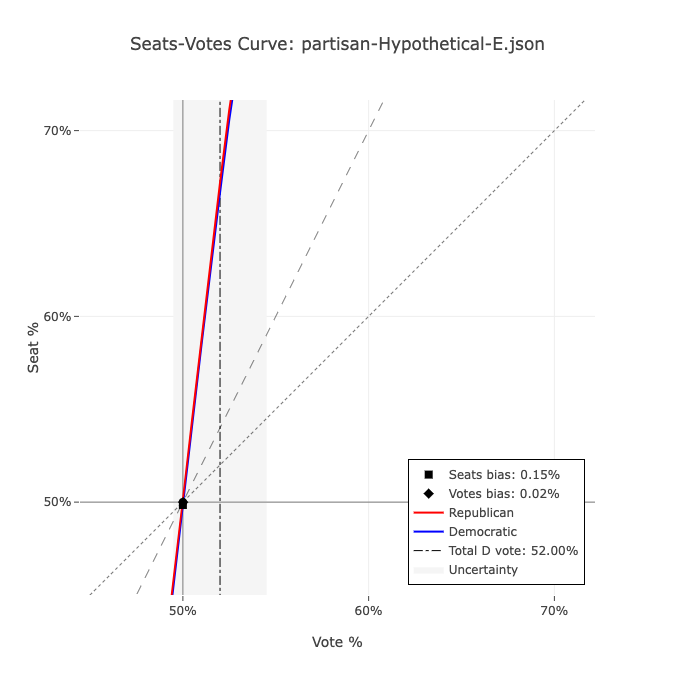 Seats-Votes Curve: partisan-Hypothetical-E.json
70%
60%
50%
Seat %
Seats bias: 0.15%
Votes bias: 0.02%
Republican
Democratic
Total D vote: 52.00%
Uncertainty
50%
60%
70%
Vote %